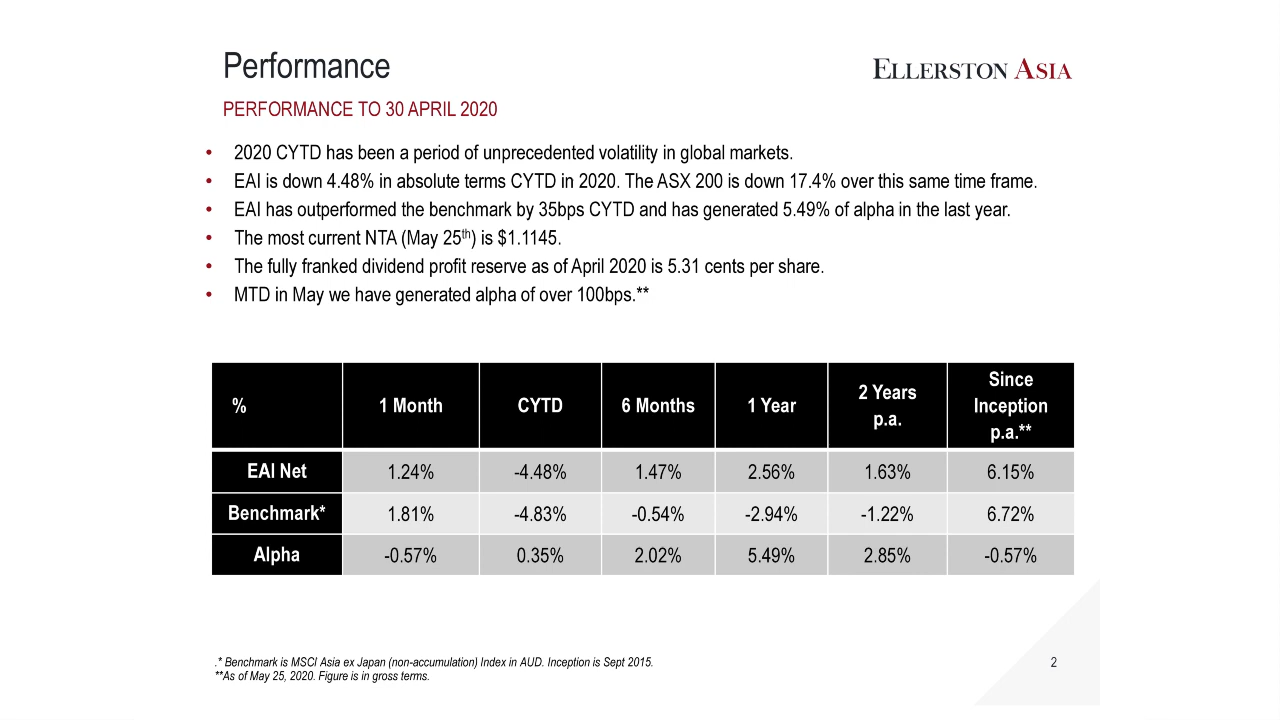 Performance
ELLERSTON ASIA
PERFORMANCE TO 30 APRIL 2020
• 2020 CYTD has been a period of unprecedented volatility in global markets.
• EAI is down 4.48% in absolute terms CYTD in 2020. The ASX 200 is down 17.4% over this same time frame.
• EAI has outperformed the benchmark by 35bps CYTD and has generated 5.49% of alpha in the last year.
• The most current NTA (May 25th) is $1.1145.
• The fully franked dividend profit reserve as of April 2020 is 5.31 cents per share.
• MTD in May we have generated alpha of over 100bps.**
% 1 Month CYTD 6 Months 1 Year 2 Years p.a. Since Inception p.a.**
EAI Net 1.24% -4.48% 1.47% 2.56% 1.63% 6.15%
Benchmark* 1.81% -4.83% -0.54% -2.94% -1.22% 6.72%
Alpha -0.57% 0.35% 2.02% 5.49% 2.85% -0.57%
.* Benchmark is MSCI Asia ex Japan (non-accumulation) Index in AUD. Inception is Sept 2015.
**As of May 25, 2020. Figure is in gross terms.
2